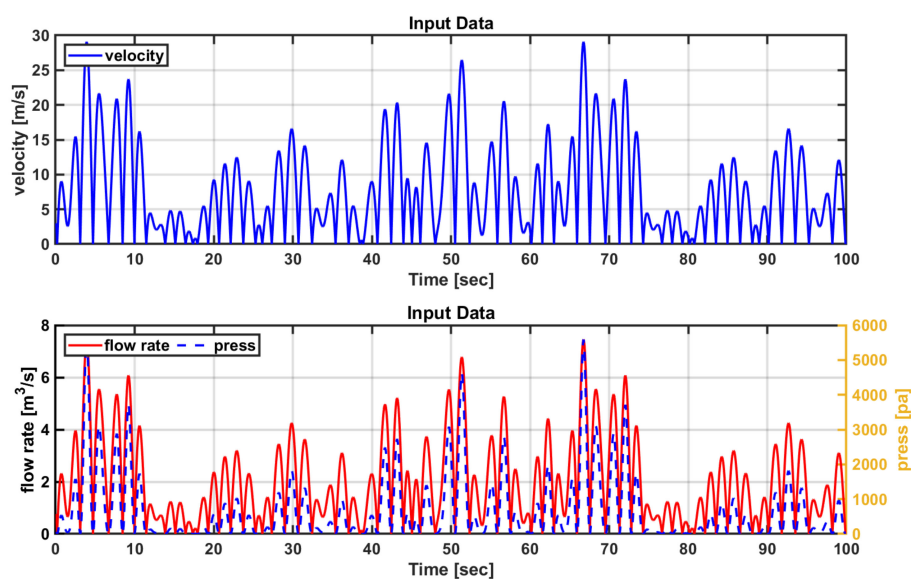 Input Data
velocity
velocity [m/s]
30
25
20
15
10
5
0
0 10 20 30 40 50 60 70 80 90 100
Time [sec]
Input Data
flow rate press
flow rate [m³/s]
8
6
4
2
0
6000
5000
4000
3000
2000
1000
0
press [pa]
0 10 20 30 40 50 60 70 80 90 100
Time [sec]